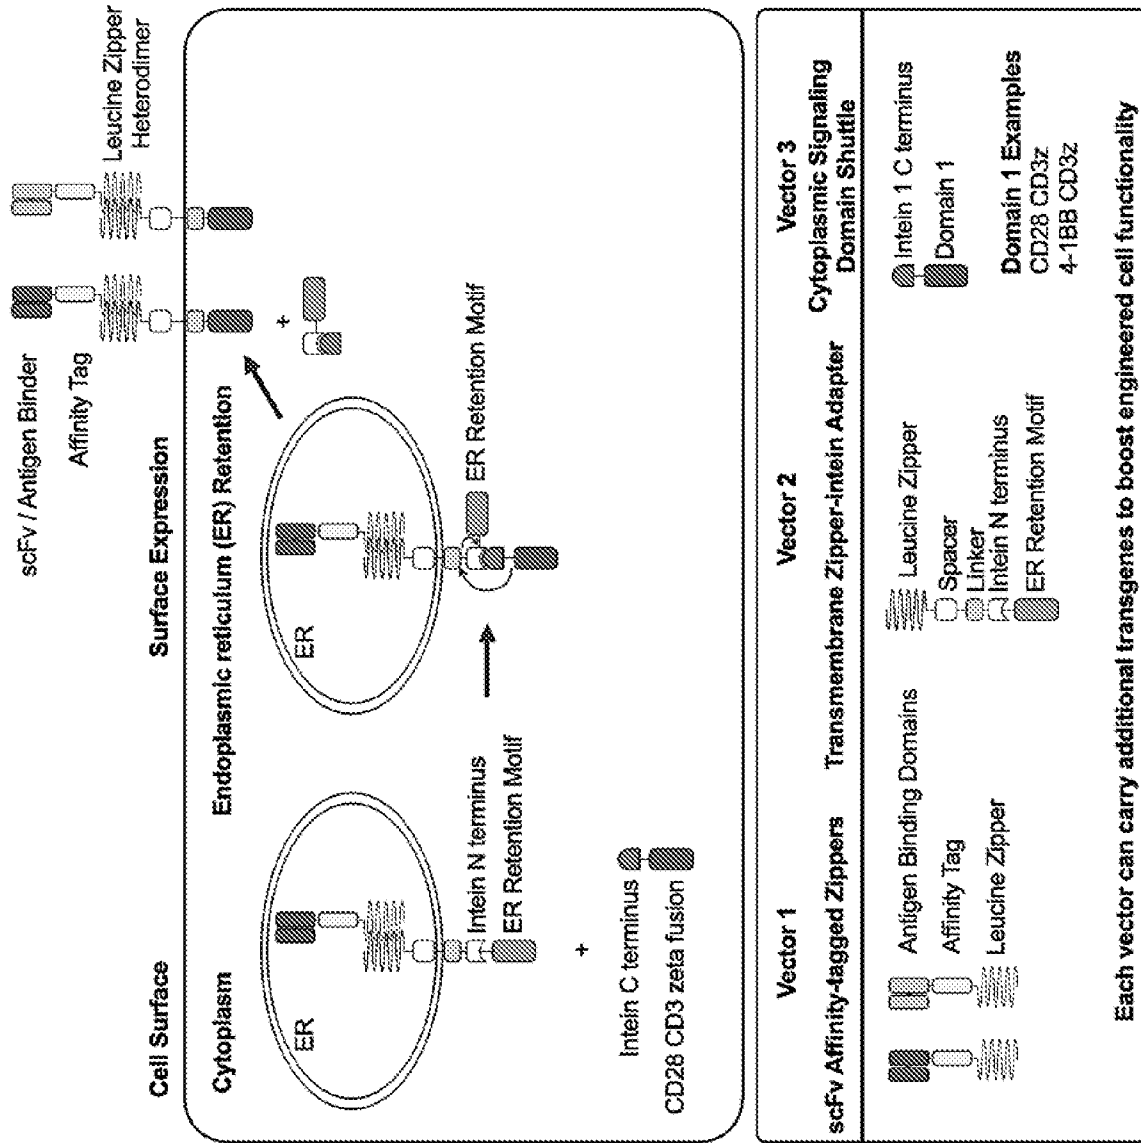 Cell Surface
Surface Expression
scFv / Antigen Binder
Affinity Tag
Leucine Zipper
Heterodimer
Cytoplasm
Endoplasmic reticulum (ER) Retention
ER
ER
Intein N terminus
ER Retention Motif
+
ER Retention Motif
+
Intein C terminus
CD28 CD3 zeta fusion
Vector 1
scFv Affinity-tagged Zippers
Antigen Binding Domains
Affinity Tag
Leucine Zipper
Vector 2
Transmembrane Zipper-intein Adapter
Leucine Zipper
Spacer
Linker
Intein N terminus
ER Retention Motif
Vector 3
Cytoplasmic Signaling
Domain Shuttle
Intein 1 C terminus
Domain 1
Domain 1 Examples
CD28 CD3z
4-1BB CD3z
Each vector can carry additional transgenes to boost engineered cell functionality